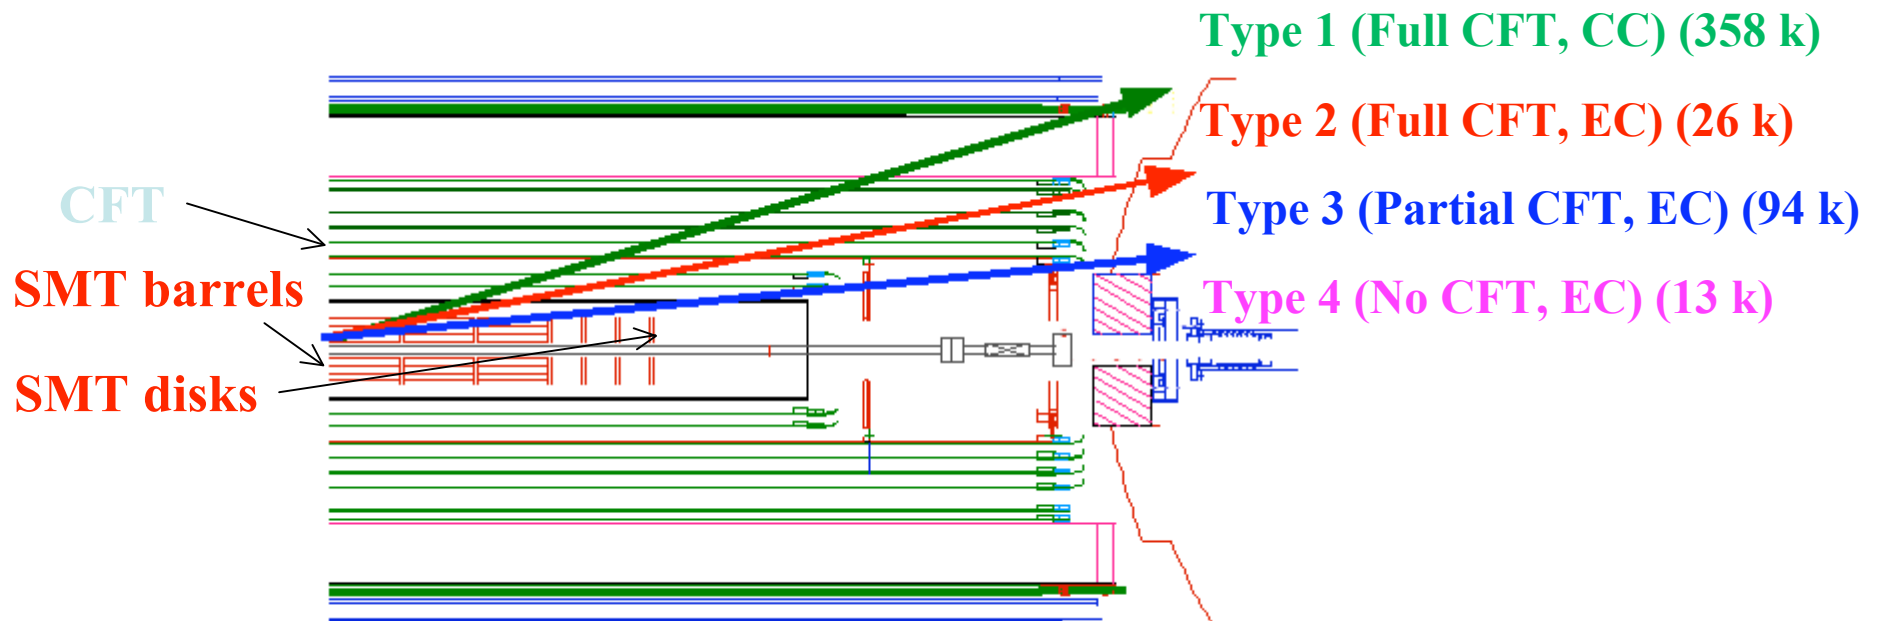 Type 1 (Full CFT, CC) (358 k)
Type 2 (Full CFT, EC) (26 k)
CFT
Type 3 (Partial CFT, EC) (94 k)
SMT barrels
Type 4 (No CFT, EC) (13 k)
SMT disks